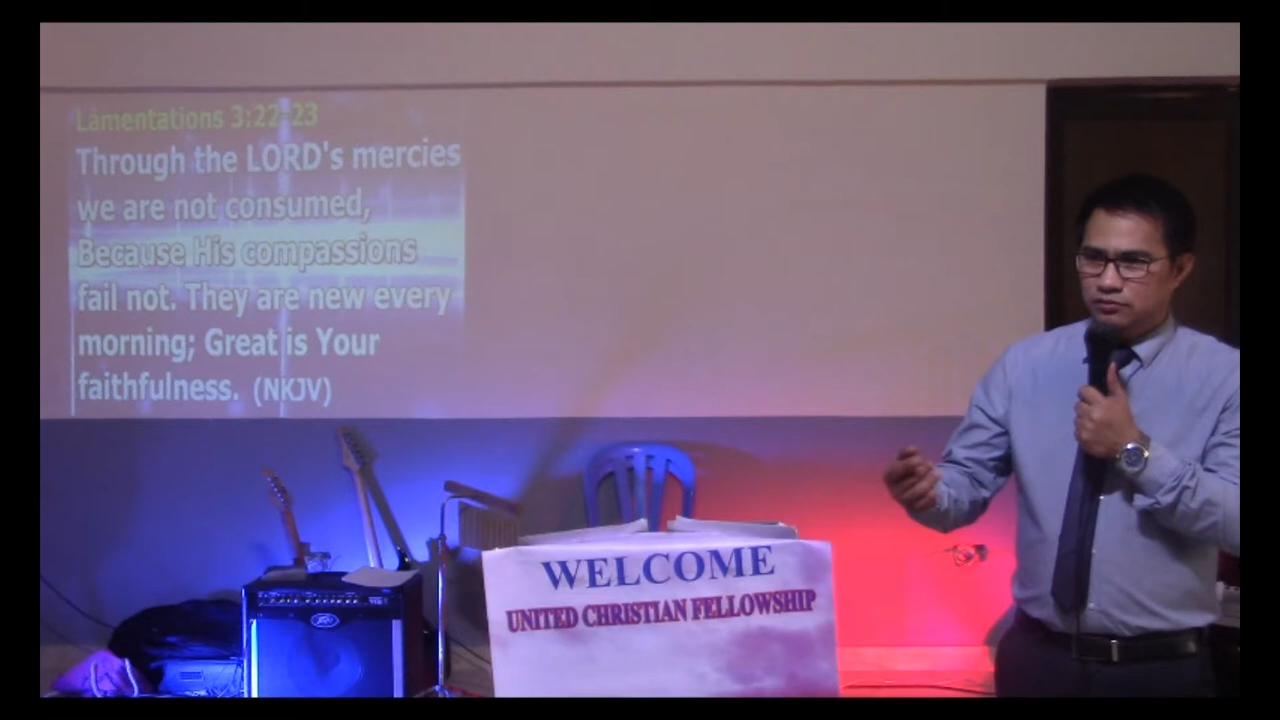 Lamentations 3:22-23
Through the LORD's mercies
we are not consumed,
Because His compassions
fail not. They are new every
morning; Great is Your
faithfulness. (NKJV)
WELCOME
UNITED CHRISTIAN FELLOWSHIP
PEAVEY